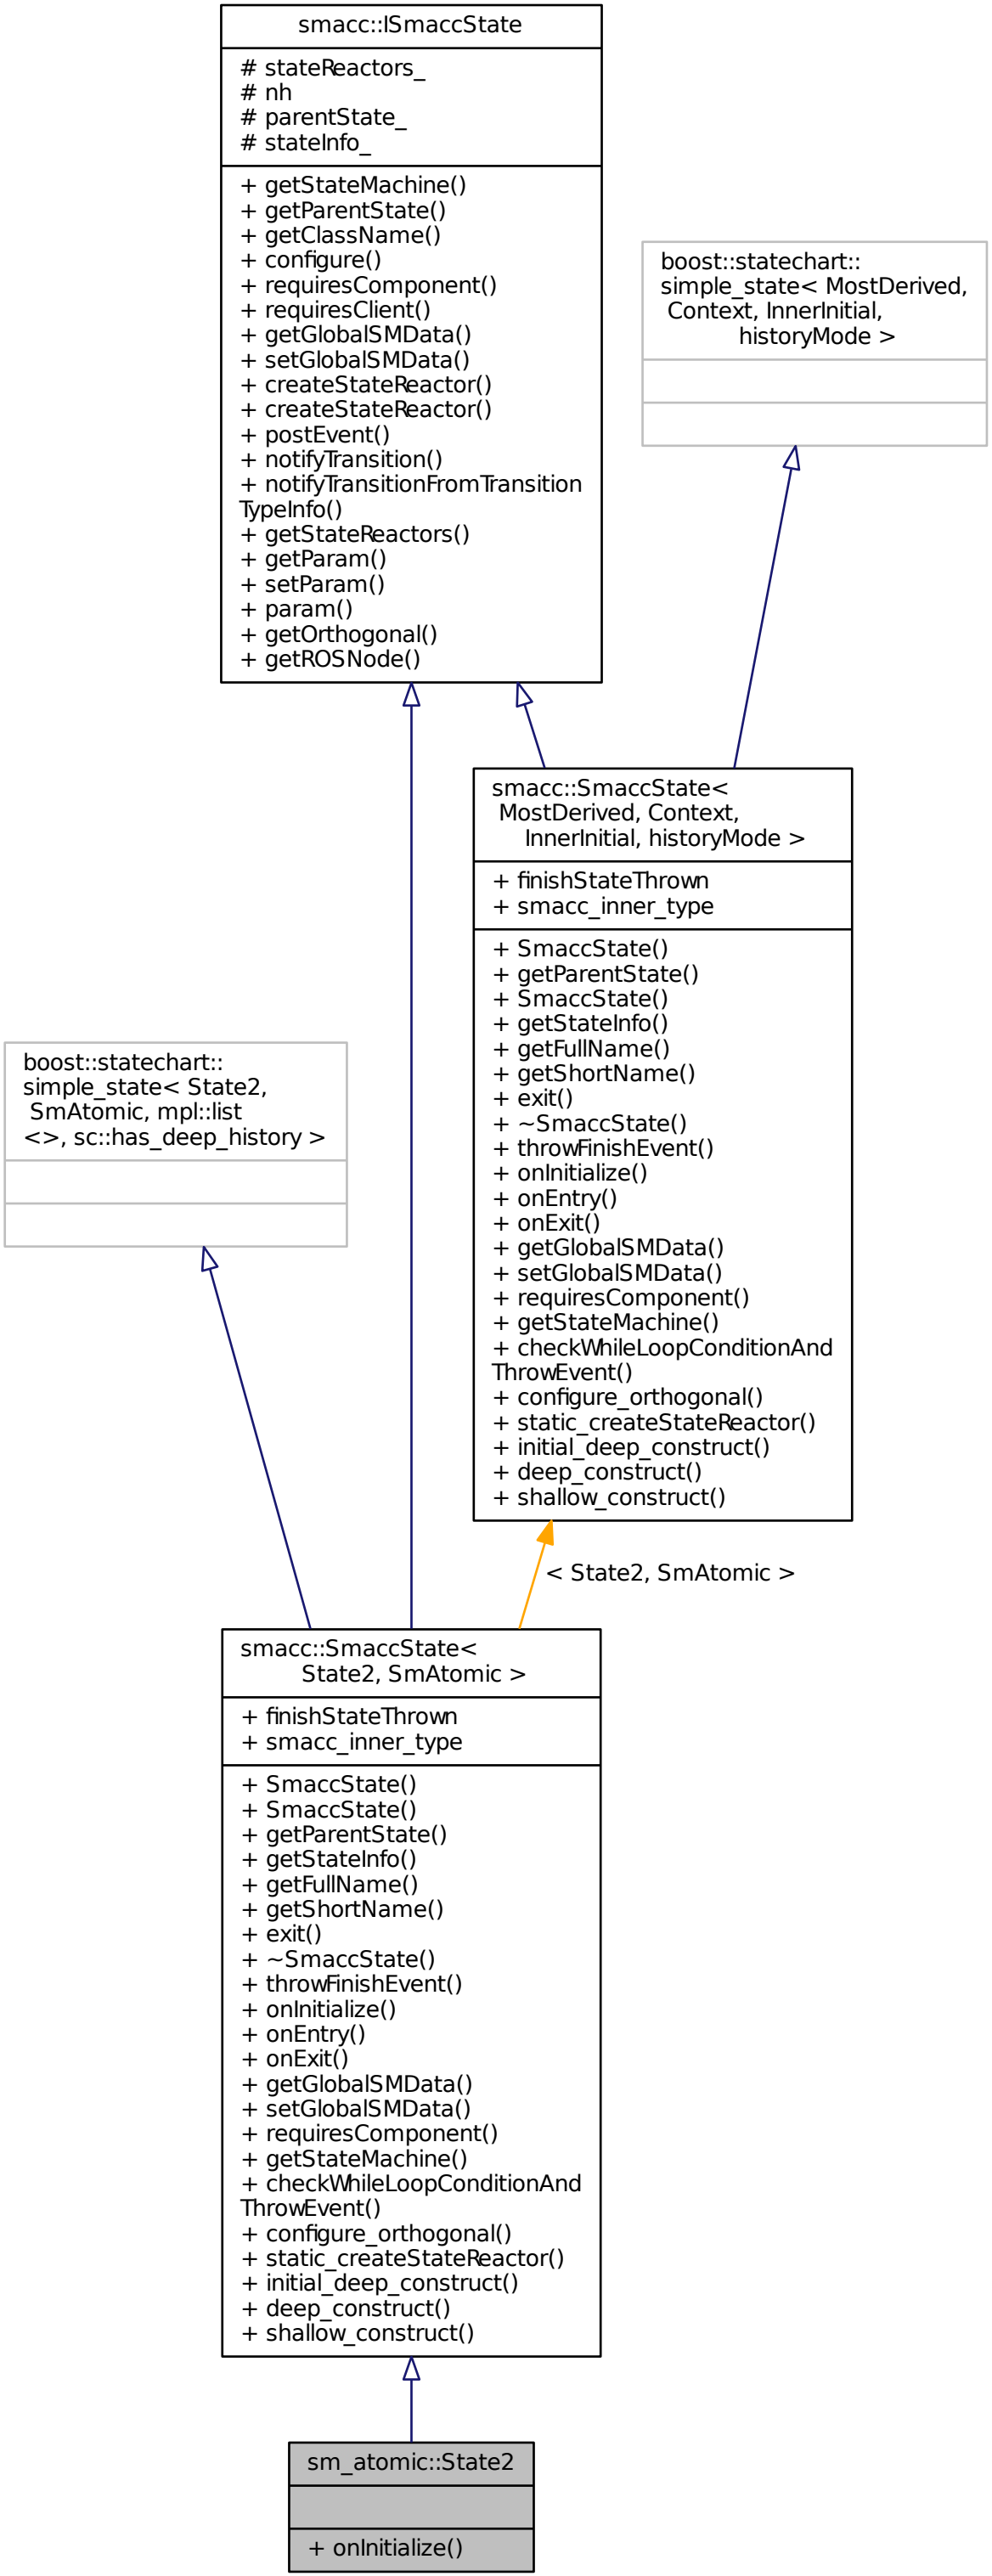 smacc::ISmaccState
# stateReactors_
# nh
# parentState_
# stateInfo_
+ getStateMachine()
+ getParentState()
+ getClassName()
+ configure()
+ requiresComponent()
+ requiresClient()
+ getGlobalSMData()
+ setGlobalSMData()
+ createStateReactor()
+ createStateReactor()
+ postEvent()
+ notifyTransition()
+ notifyTransitionFromTransition
TypeInfo()
+ getStateReactors()
+ getParam()
+ setParam()
+ param()
+ getOrthogonal()
+ getROSNode()
boost::statechart::
simple_state< MostDerived,
Context, InnerInitial,
historyMode >
smacc::SmaccState<
MostDerived, Context,
InnerInitial, historyMode >
+ finishStateThrown
+ smacc_inner_type
+ SmaccState()
+ getParentState()
+ SmaccState()
+ getStateInfo()
+ getFullName()
+ getShortName()
+ exit()
+ ~SmaccState()
+ throwFinishEvent()
+ onInitialize()
+ onEntry()
+ onExit()
+ getGlobalSMData()
+ setGlobalSMData()
+ requiresComponent()
+ getStateMachine()
+ checkWhileLoopConditionAnd
ThrowEvent()
+ configure_orthogonal()
+ static_createStateReactor()
+ initial_deep_construct()
+ deep_construct()
+ shallow_construct()
boost::statechart::
simple_state< State2,
SmAtomic, mpl::list
<>, sc::has_deep_history >
< State2, SmAtomic >
smacc::SmaccState<
State2, SmAtomic >
+ finishStateThrown
+ smacc_inner_type
+ SmaccState()
+ SmaccState()
+ getParentState()
+ getStateInfo()
+ getFullName()
+ getShortName()
+ exit()
+ ~SmaccState()
+ throwFinishEvent()
+ onInitialize()
+ onEntry()
+ onExit()
+ getGlobalSMData()
+ setGlobalSMData()
+ requiresComponent()
+ getStateMachine()
+ checkWhileLoopConditionAnd
ThrowEvent()
+ configure_orthogonal()
+ static_createStateReactor()
+ initial_deep_construct()
+ deep_construct()
+ shallow_construct()
sm_atomic::State2
+ onInitialize()